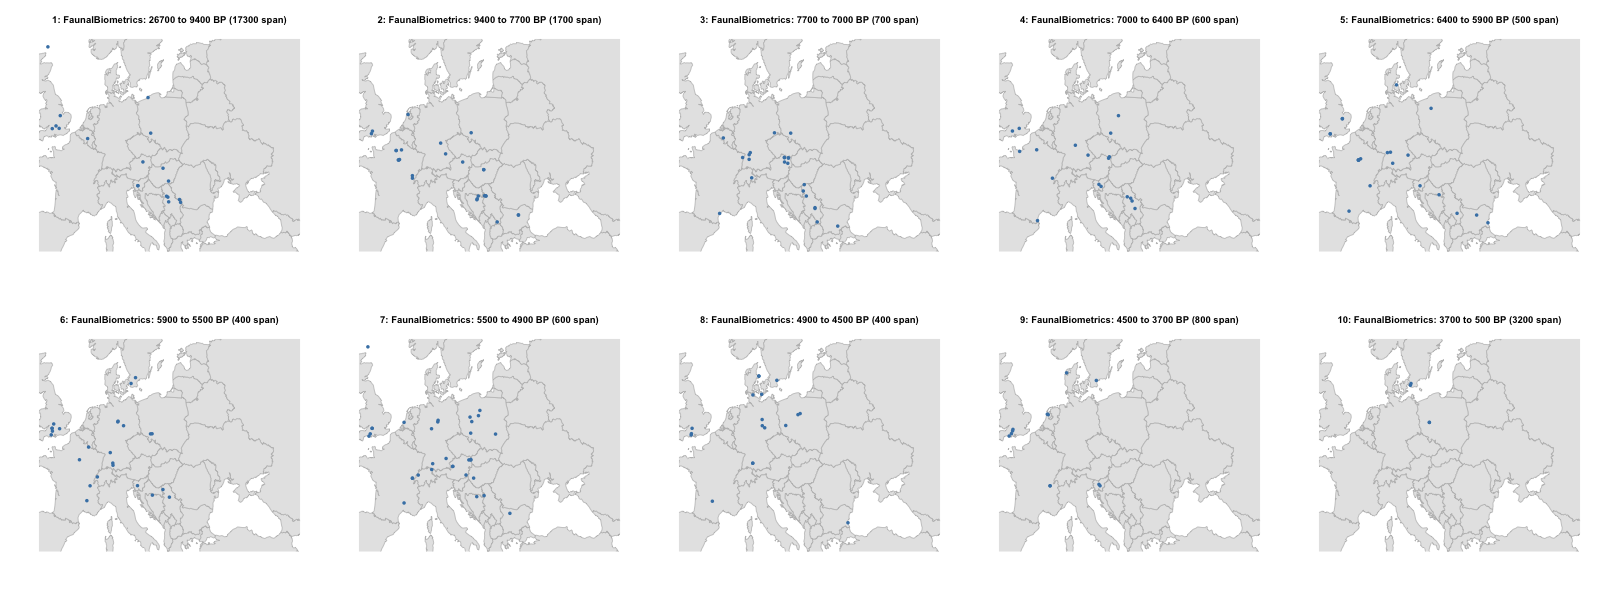 1: FaunalBiometrics: 26700 to 9400 BP (17300 span)
2: FaunalBiometrics: 9400 to 7700 BP (1700 span)
3: FaunalBiometrics: 7700 to 7000 BP (700 span)
4: FaunalBiometrics: 7000 to 6400 BP (600 span)
5: FaunalBiometrics: 6400 to 5900 BP (500 span)
6: FaunalBiometrics: 5900 to 5500 BP (400 span)
7: FaunalBiometrics: 5500 to 4900 BP (600 span)
8: FaunalBiometrics: 4900 to 4500 BP (400 span)
9: FaunalBiometrics: 4500 to 3700 BP (800 span)
10: FaunalBiometrics: 3700 to 500 BP (3200 span)